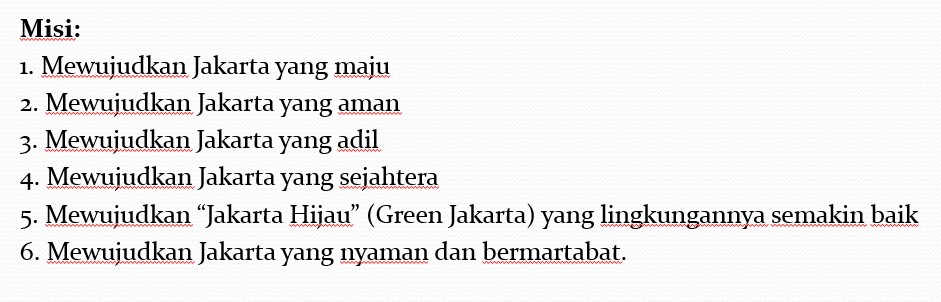 Misi:
1. Mewujudkan Jakarta yang maju
2. Mewujudkan Jakarta yang aman
3. Mewujudkan Jakarta yang adil
4. Mewujudkan Jakarta yang sejahtera
5. Mewujudkan “Jakarta Hijau” (Green Jakarta) yang lingkungannya semakin baik
6. Mewujudkan Jakarta yang nyaman dan bermartabat.